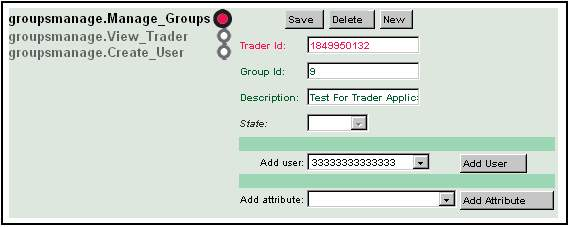 groupsmanage.Manage_Groups
groupsmanage.View_Trader
groupsmanage.Create_User
Save Delete New
Trader Id: 1849950132
Group Id: 9
Description: Test For Trader Applic
State:
Add user: 33333333333333 Add User
Add attribute: Add Attribute